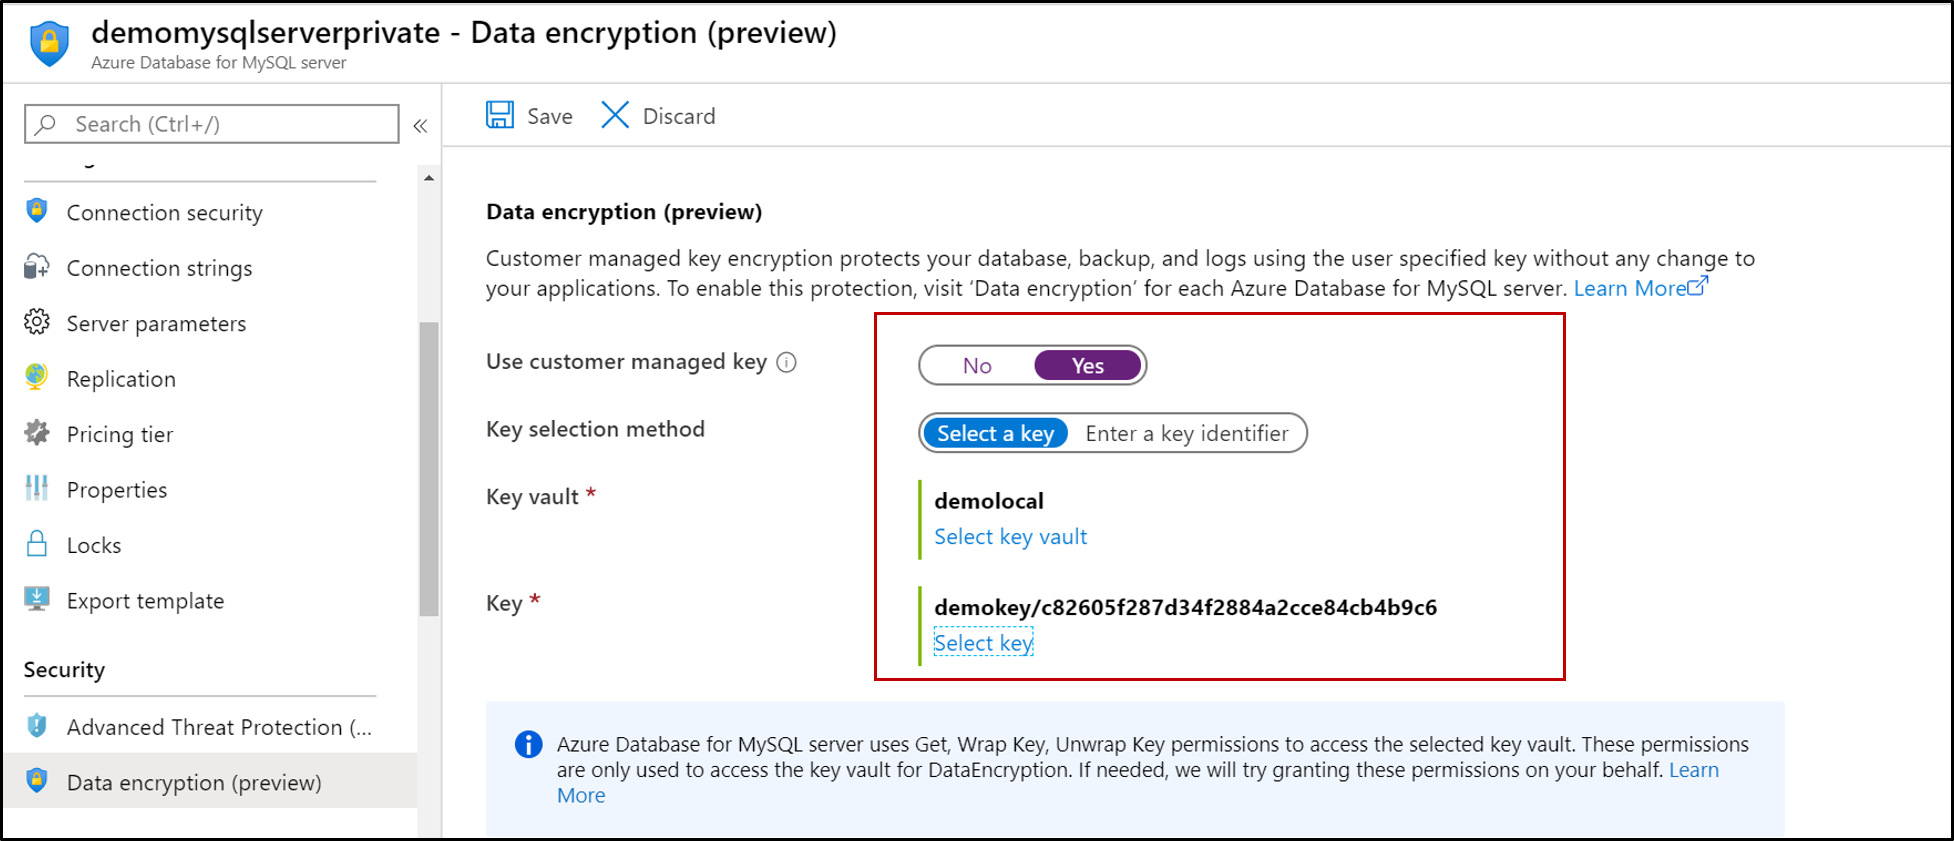 demomysqlserverprivate - Data encryption (preview)
Azure Database for MySQL server
Search (Ctrl+/)
«
Connection security
Connection strings
Server parameters
Replication
Pricing tier
Properties
Locks
Export template
Security
Advanced Threat Protection (...
Data encryption (preview)
Save
Discard
Data encryption (preview)
Customer managed key encryption protects your database, backup, and logs using the user specified key without any change to
your applications. To enable this protection, visit ‘Data encryption’ for each Azure Database for MySQL server. Learn More
Use customer managed key
No Yes
Key selection method
Select a key Enter a key identifier
Key vault *
demolocal
Select key vault
Key *
demokey/c82605f287d34f2884a2cce84cb4b9c6
Select key
Azure Database for MySQL server uses Get, Wrap Key, Unwrap Key permissions to access the selected key vault. These permissions
are only used to access the key vault for DataEncryption. If needed, we will try granting these permissions on your behalf. Learn
More